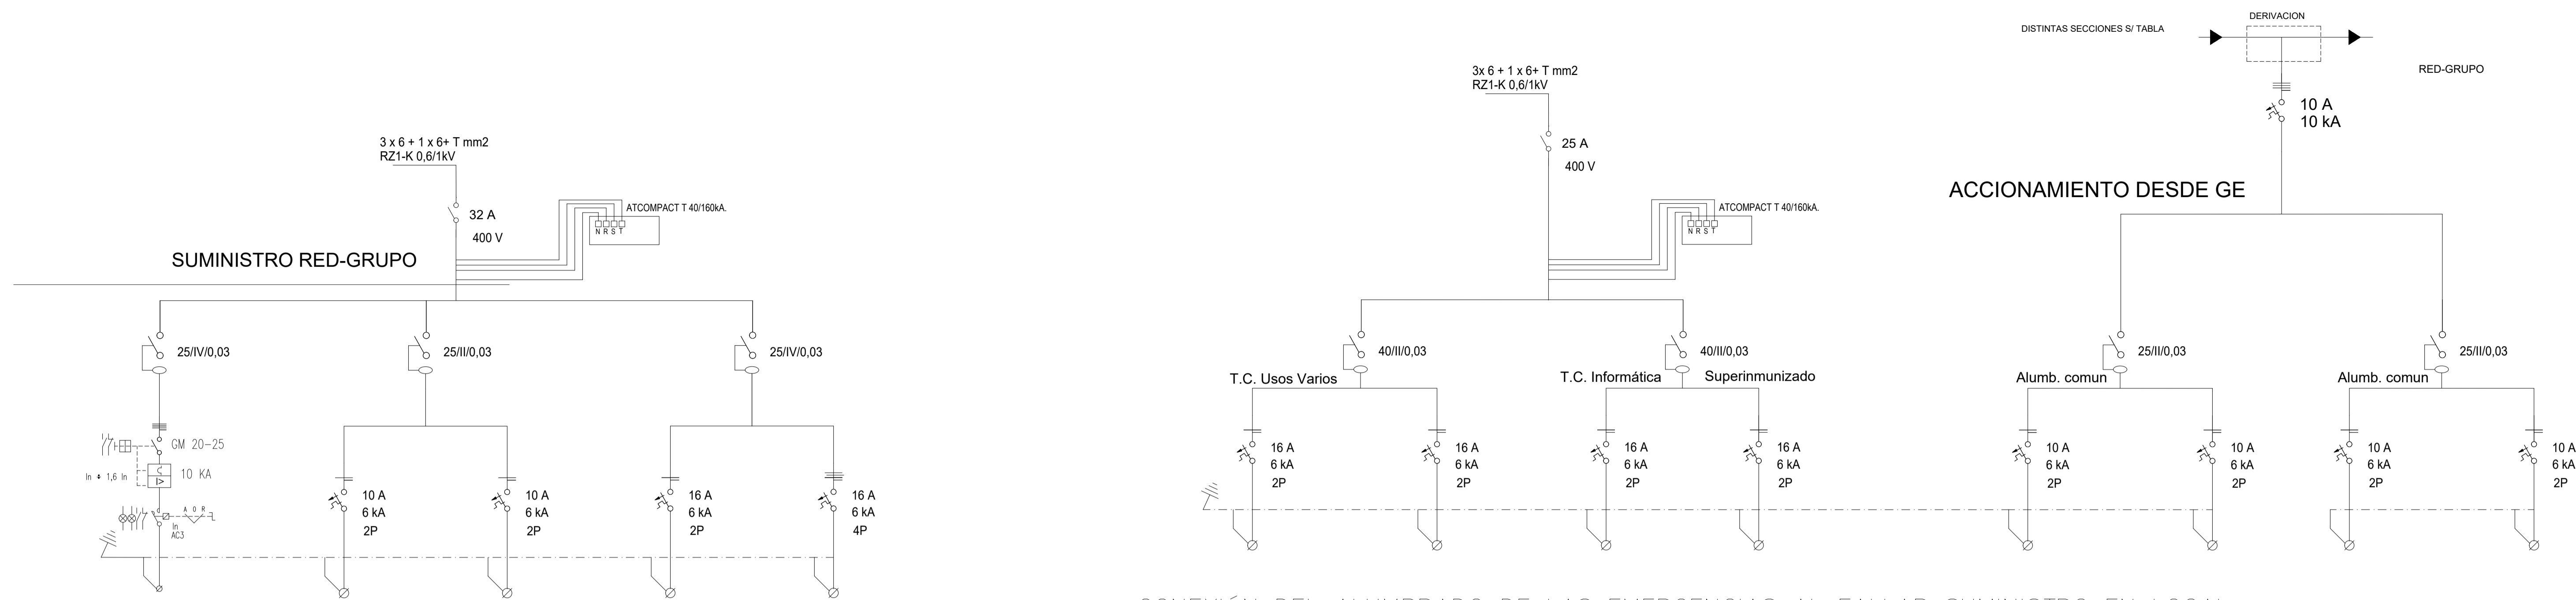 DERIVACION
DISTINTAS SECCIONES S/ TABLA
RED-GRUPO
10 A
10 kA
ACCIONAMIENTO DESDE GE
3x 6 + 1 x 6+ T mm2
RZ1-K 0,6/1kV
25 A
400 V
ATCOMPACT T 40/160kA.
N R S T
3 x 6 + 1 x 6+ T mm2
RZ1-K 0,6/1kV
32 A
400 V
ATCOMPACT T 40/160kA.
N R S T
SUMINISTRO RED-GRUPO
25/IV/0,03
25/II/0,03
25/IV/0,03
40/II/0,03
40/II/0,03
25/II/0,03
25/II/0,03
T.C. Usos Varios
T.C. Informática
Superinmunizado
Alumb. comun
Alumb. comun
GM 20-25
10 KA
In ÷ 1,6 In
I>
A O R
In
AC3
10 A
6 kA
2P
10 A
6 kA
2P
16 A
6 kA
2P
16 A
6 kA
4P
16 A
6 kA
2P
16 A
6 kA
2P
16 A
6 kA
2P
16 A
6 kA
2P
10 A
6 kA
2P
10 A
6 kA
2P
10 A
6 kA
2P
10 A
6 kA
2P